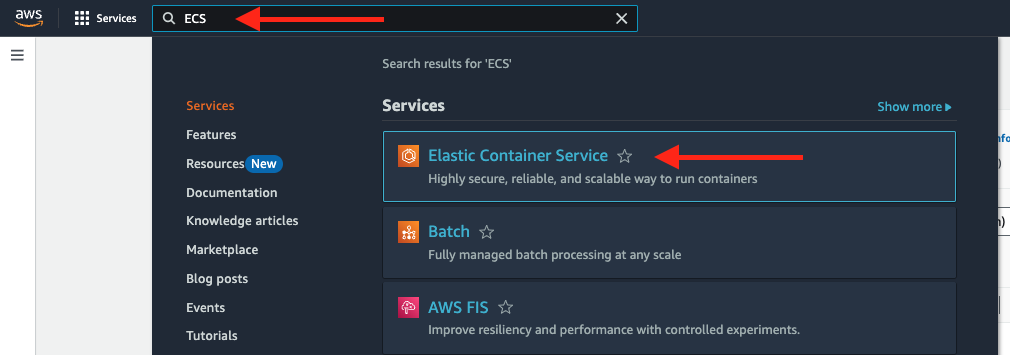 aws
Services
ECS
Search results for 'ECS'
Services
Features
Resources New
Documentation
Knowledge articles
Marketplace
Blog posts
Events
Tutorials
Services
Show more
Elastic Container Service
Highly secure, reliable, and scalable way to run containers
Batch
Fully managed batch processing at any scale
AWS FIS
Improve resiliency and performance with controlled experiments.